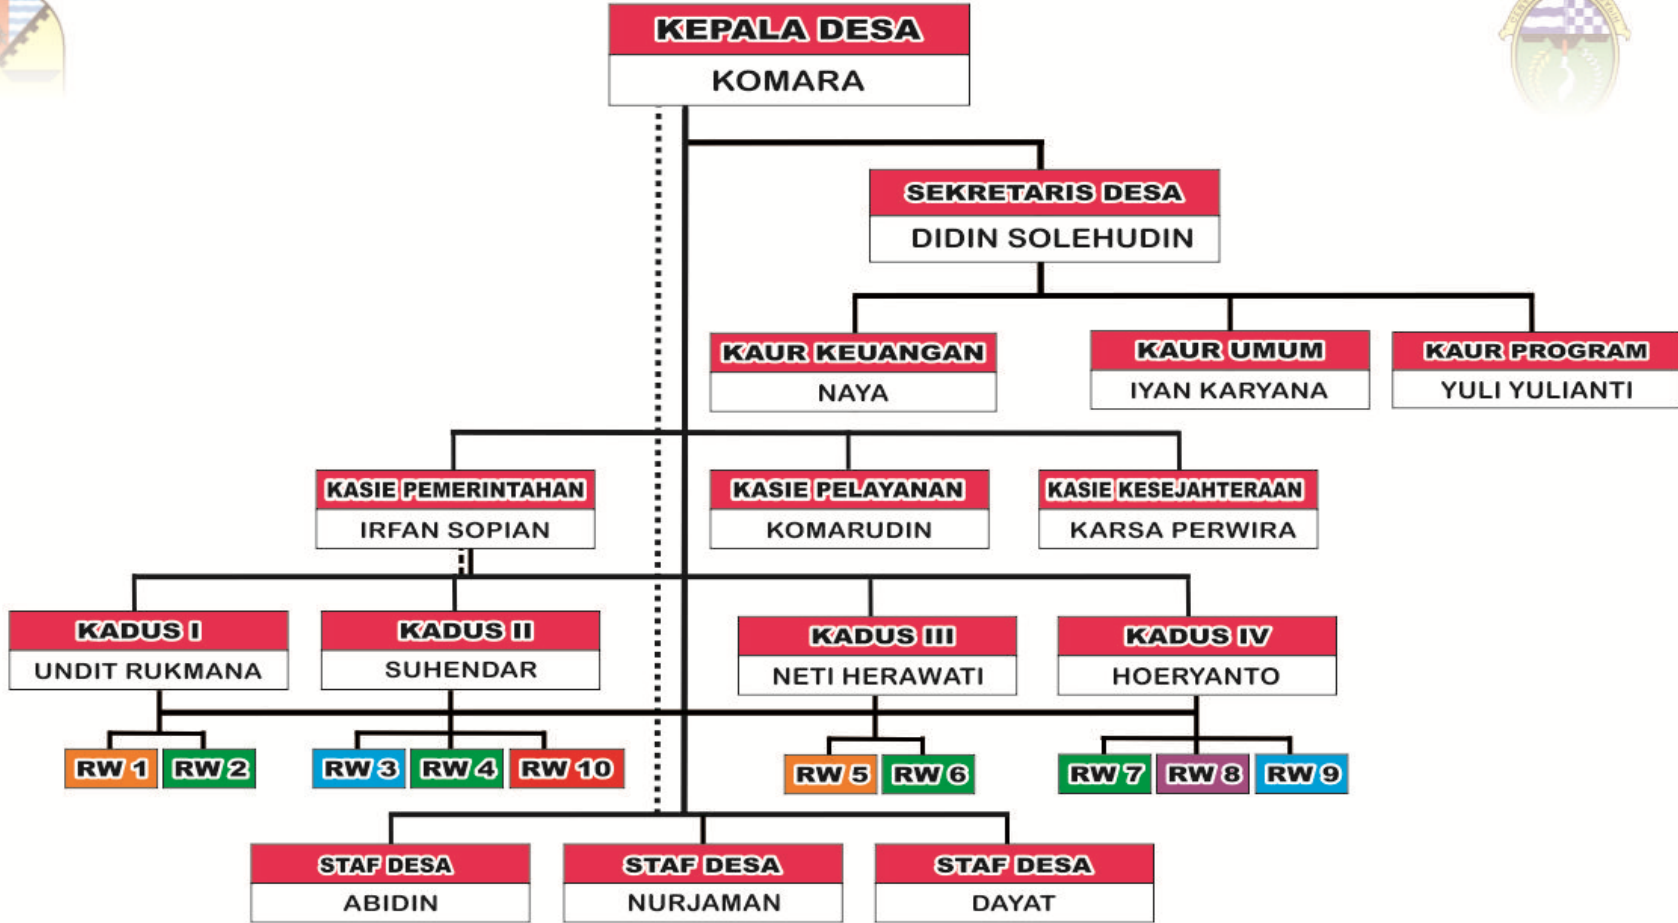 KEPALA DESA
KOMARA
SEKRETARIS DESA
DIDIN SOLEHUDIN
KAUR KEUANGAN
NAYA
KAUR UMUM
IYAN KARYANA
KAUR PROGRAM
YULI YULIANTI
KASIE PEMERINTAHAN
IRFAN SOPIAN
KASIE PELAYANAN
KOMARUDIN
KASIE KESEJAHTERAAN
KARSA PERWIRA
KADUS I
UNDIT RUKMANA
KADUS II
SUHENDAR
KADUS III
NETI HERAWATI
KADUS IV
HOERYANTO
RW 1
RW 2
RW 3
RW 4
RW 10
RW 5
RW 6
RW 7
RW 8
RW 9
STAF DESA
ABIDIN
STAF DESA
NURJAMAN
STAF DESA
DAYAT